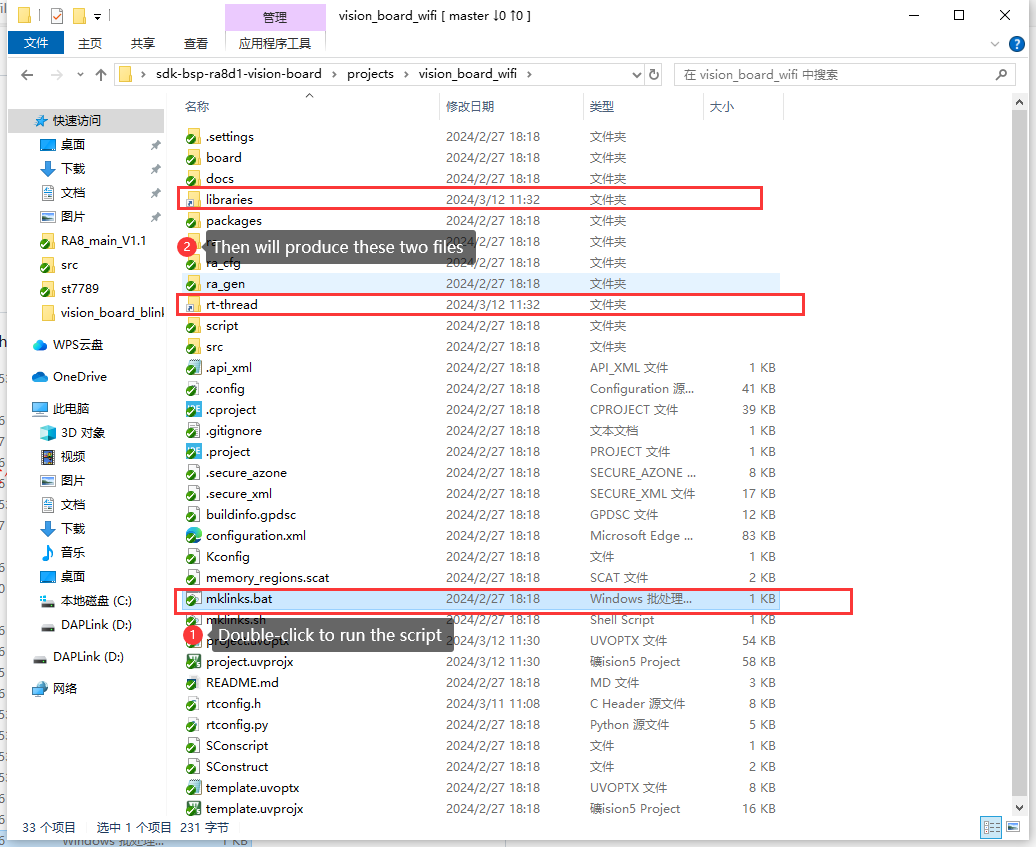 管理
vision_board_wifi [ master ↓0 ↑0 ]
文件 主页 共享 查看 应用程序工具
sdk-bsp-ra8d1-vision-board › projects › vision_board_wifi ›
在 vision_board_wifi 中搜索
快速访问
桌面
下载
文档
图片
RA8_main_V1.1
src
st7789
vision_board_blink
WPS云盘
OneDrive
此电脑
3D 对象
视频
图片
文档
下载
音乐
桌面
本地磁盘 (C:)
DAPLink (D:)
DAPLink (D:)
网络
名称 修改日期 类型 大小
.settings 2024/2/27 18:18 文件夹
board 2024/2/27 18:18 文件夹
docs 2024/2/27 18:18 文件夹
libraries 2024/3/12 11:32 文件夹
packages 2024/2/27 18:18 文件夹
2024/2/27 18:18 文件夹
2 Then will produce these two files
ra_cfg 2024/2/27 18:18 文件夹
ra_gen 2024/2/27 18:18 文件夹
rt-thread 2024/3/12 11:32 文件夹
script 2024/2/27 18:18 文件夹
src 2024/2/27 18:18 文件夹
.api_xml 2024/2/27 18:18 API_XML 文件 1 KB
.config 2024/2/27 18:18 Configuration 源... 41 KB
.cproject 2024/2/27 18:18 CPROJECT 文件 39 KB
.gitignore 2024/2/27 18:18 文本文档 1 KB
.project 2024/2/27 18:18 PROJECT 文件 1 KB
.secure_azone 2024/2/27 18:18 SECURE_AZONE ... 8 KB
.secure_xml 2024/2/27 18:18 SECURE_XML 文件 17 KB
buildinfo.gpdsc 2024/2/27 18:18 GPDSC 文件 12 KB
configuration.xml 2024/2/27 18:18 Microsoft Edge ... 83 KB
Kconfig 2024/2/27 18:18 文件 1 KB
memory_regions.scat 2024/2/27 18:18 SCAT 文件 2 KB
mklinks.bat 2024/2/27 18:18 Windows 批处理... 1 KB
mklinks.sh 2024/2/27 18:18 Shell Script 1 KB
1 Double-click to run the script
project.uvoptx 2024/3/12 11:30 UVOPTX 文件 54 KB
project.uvprojx 2024/3/12 11:30 礦ision5 Project 58 KB
README.md 2024/2/27 18:18 MD 文件 3 KB
rtconfig.h 2024/3/11 11:08 C Header 源文件 8 KB
rtconfig.py 2024/2/27 18:18 Python 源文件 5 KB
SConscript 2024/2/27 18:18 文件 1 KB
SConstruct 2024/2/27 18:18 文件 2 KB
template.uvoptx 2024/2/27 18:18 UVOPTX 文件 8 KB
template.uvprojx 2024/2/27 18:18 礦ision5 Project 16 KB
33 个项目 选中 1 个项目 231 字节
Windows 批处理... 1 KB